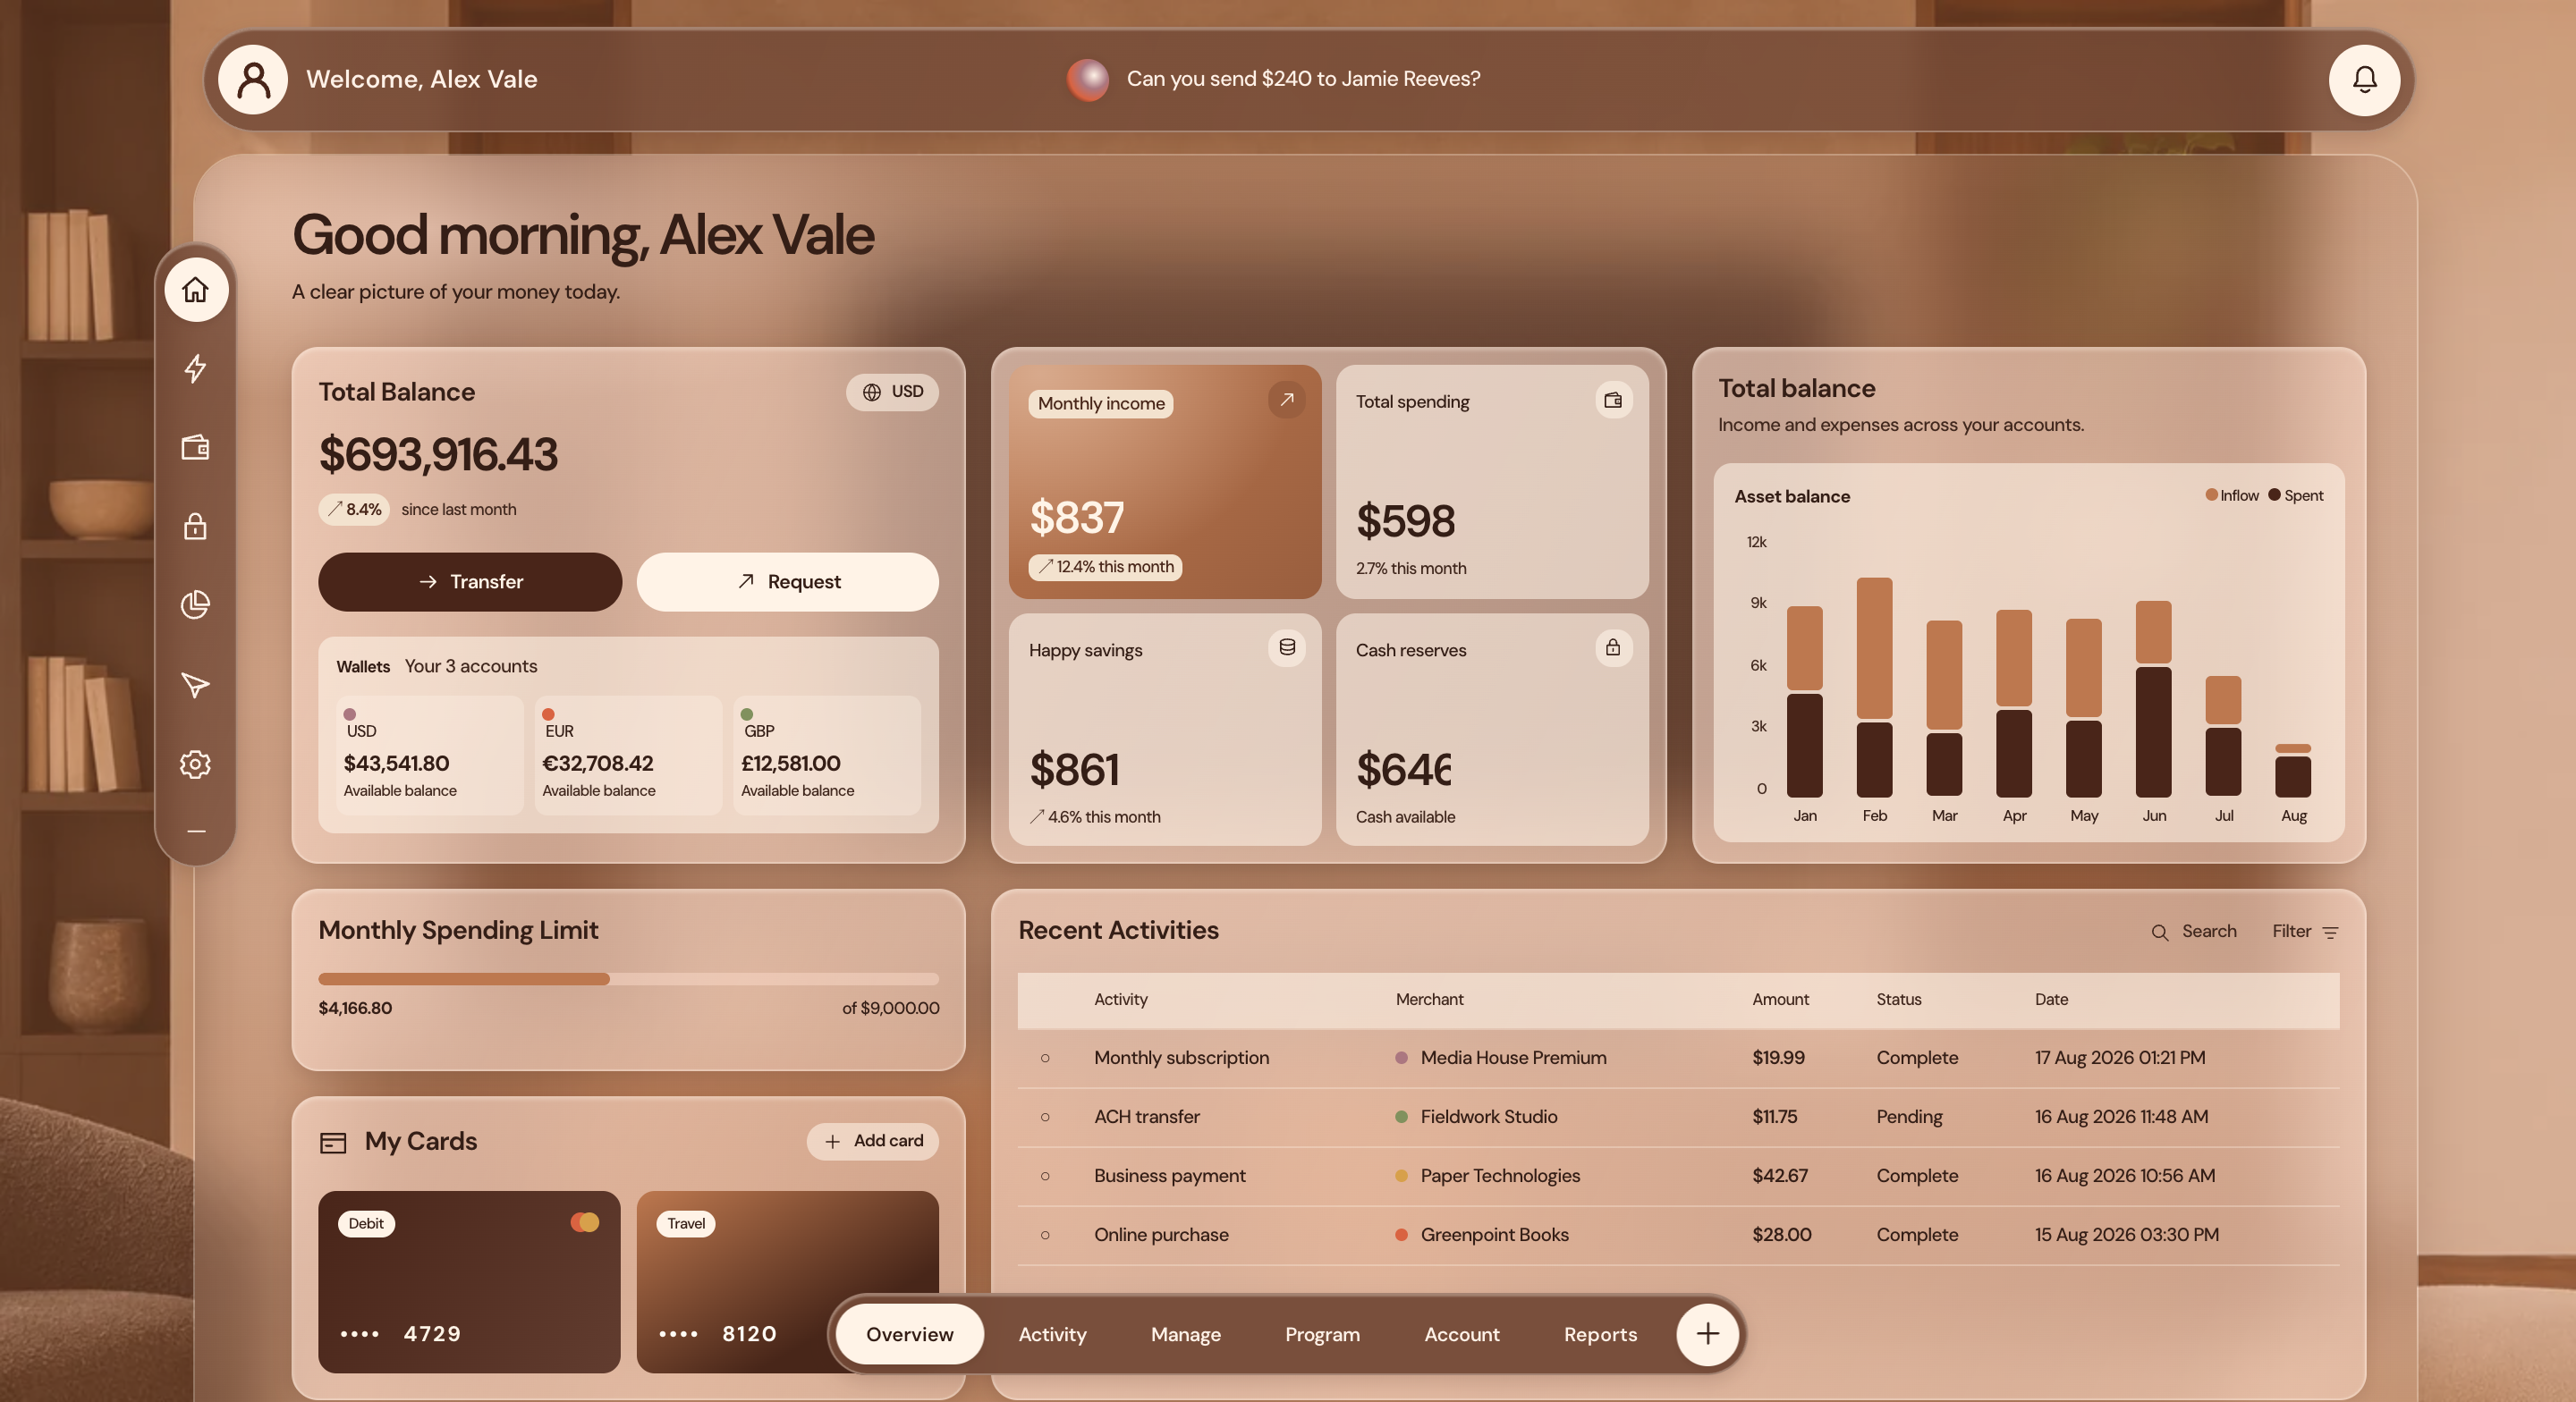 Welcome, Alex Vale
Can you send $240 to Jamie Reeves?
Good morning, Alex Vale
A clear picture of your money today.
Total Balance
USD
$693,916.43
8.4% since last month
Transfer
Request
Wallets Your 3 accounts
USD
$43,541.80
Available balance
EUR
€32,708.42
Available balance
GBP
£12,581.00
Available balance
Monthly income
$837
12.4% this month
Total spending
$598
2.7% this month
Happy savings
$861
4.6% this month
Cash reserves
$646
Cash available
Total balance
Income and expenses across your accounts.
Asset balance
Inflow Spent
12k
9k
6k
3k
0
Jan Feb Mar Apr May Jun Jul Aug
Monthly Spending Limit
$4,166.80 of $9,000.00
My Cards
Add card
Debit
•••• 4729
Travel
•••• 8120
Recent Activities
Search Filter
Activity Merchant Amount Status Date
Monthly subscription Media House Premium $19.99 Complete 17 Aug 2026 01:21 PM
ACH transfer Fieldwork Studio $11.75 Pending 16 Aug 2026 11:48 AM
Business payment Paper Technologies $42.67 Complete 16 Aug 2026 10:56 AM
Online purchase Greenpoint Books $28.00 Complete 15 Aug 2026 03:30 PM
Overview Activity Manage Program Account Reports